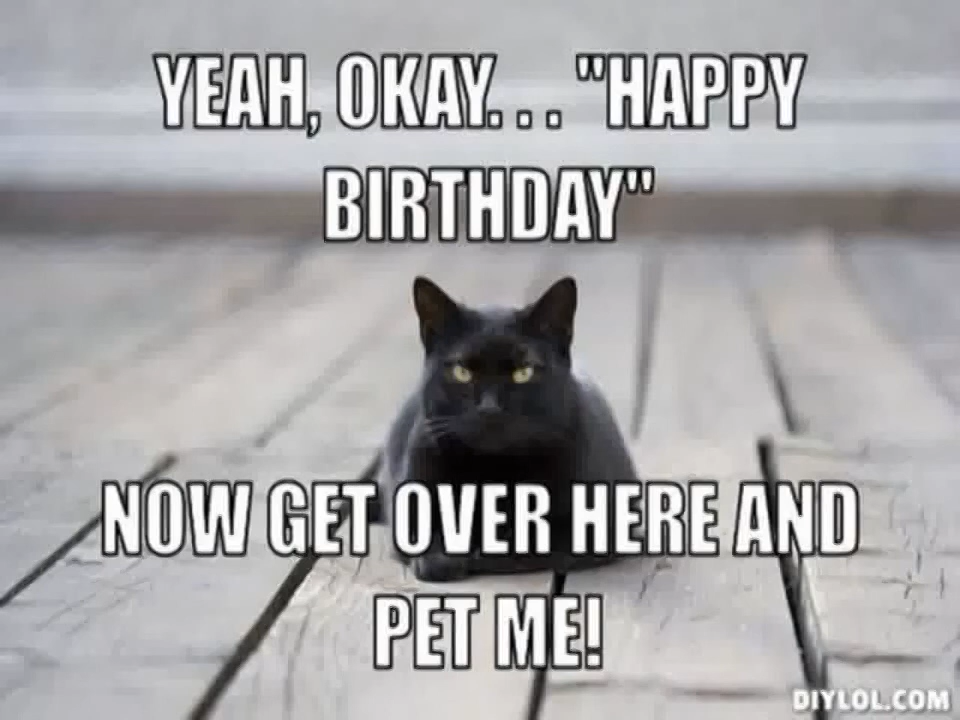 YEAH, OKAY. . . "HAPPY
BIRTHDAY"
NOW GET OVER HERE AND
PET ME!
DIYLOL.COM